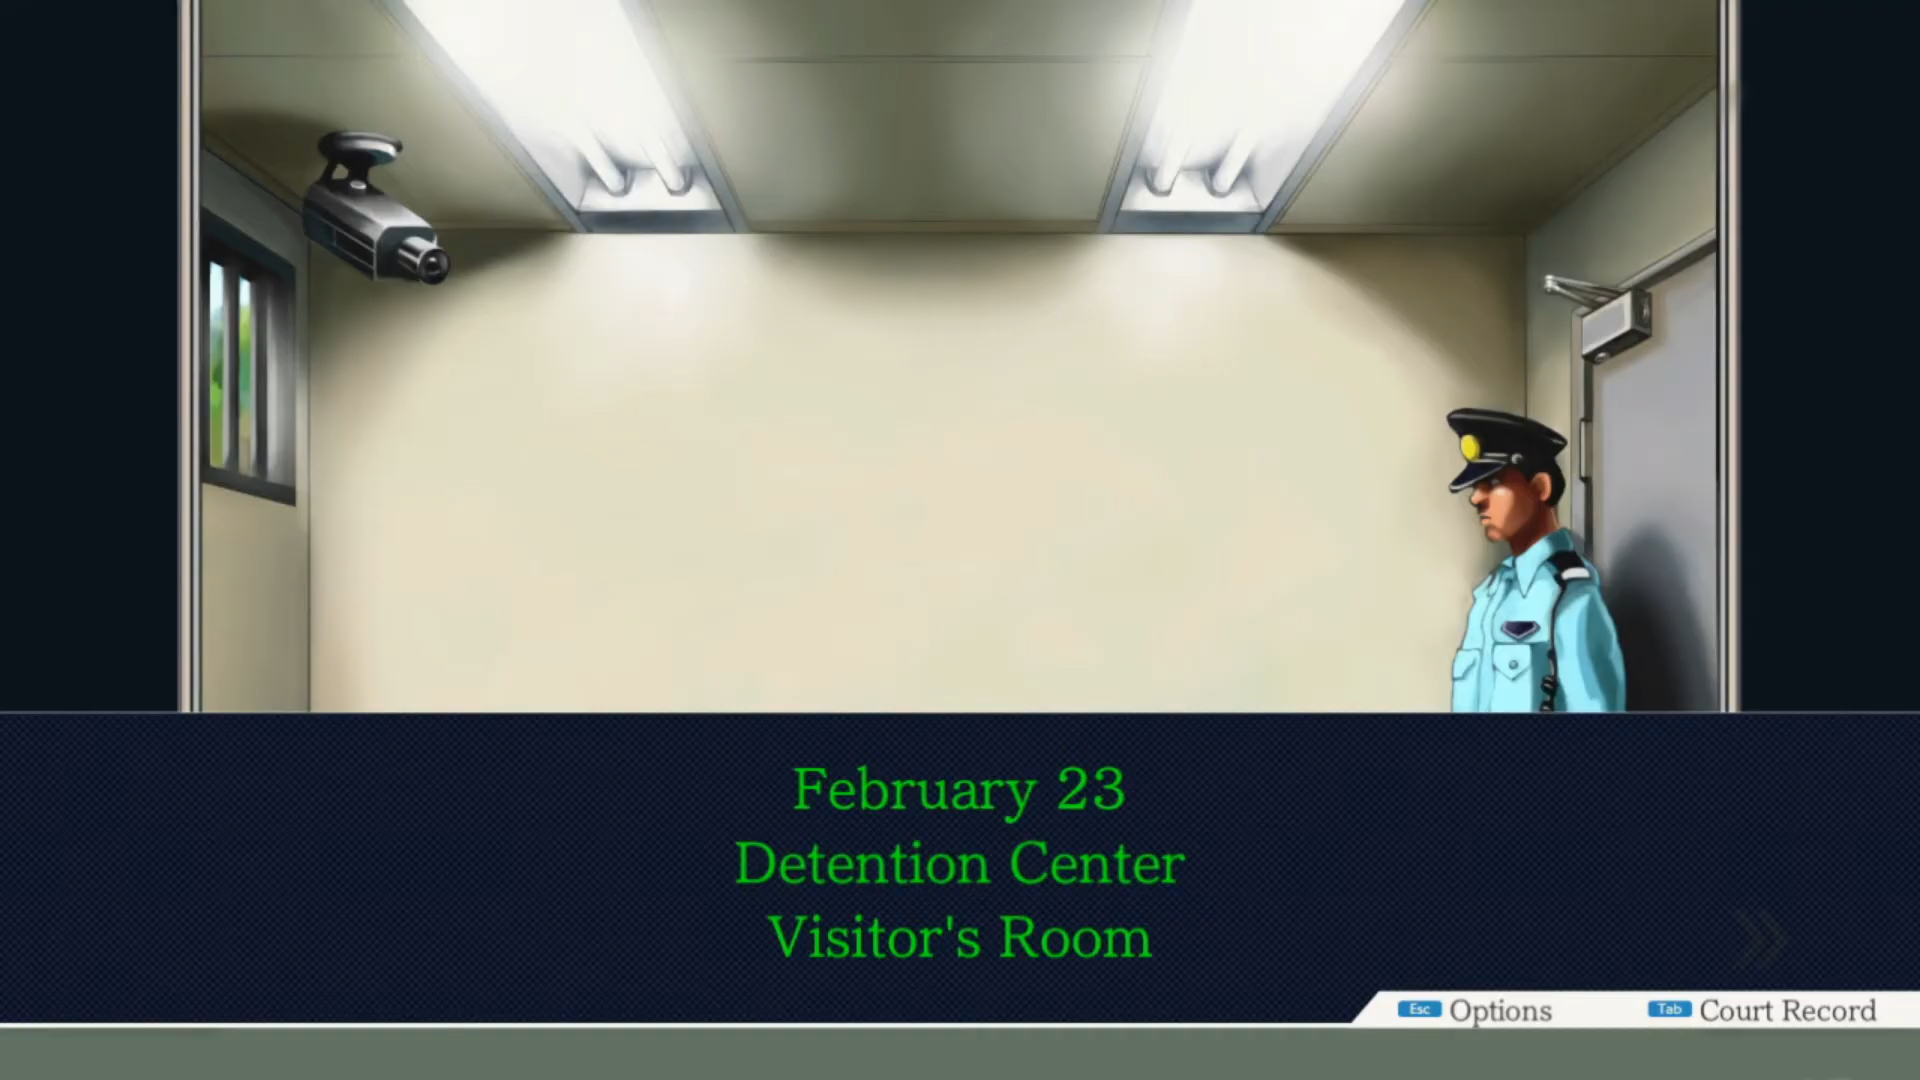 February 23
Detention Center
Visitor's Room
Esc Options
Tab Court Record